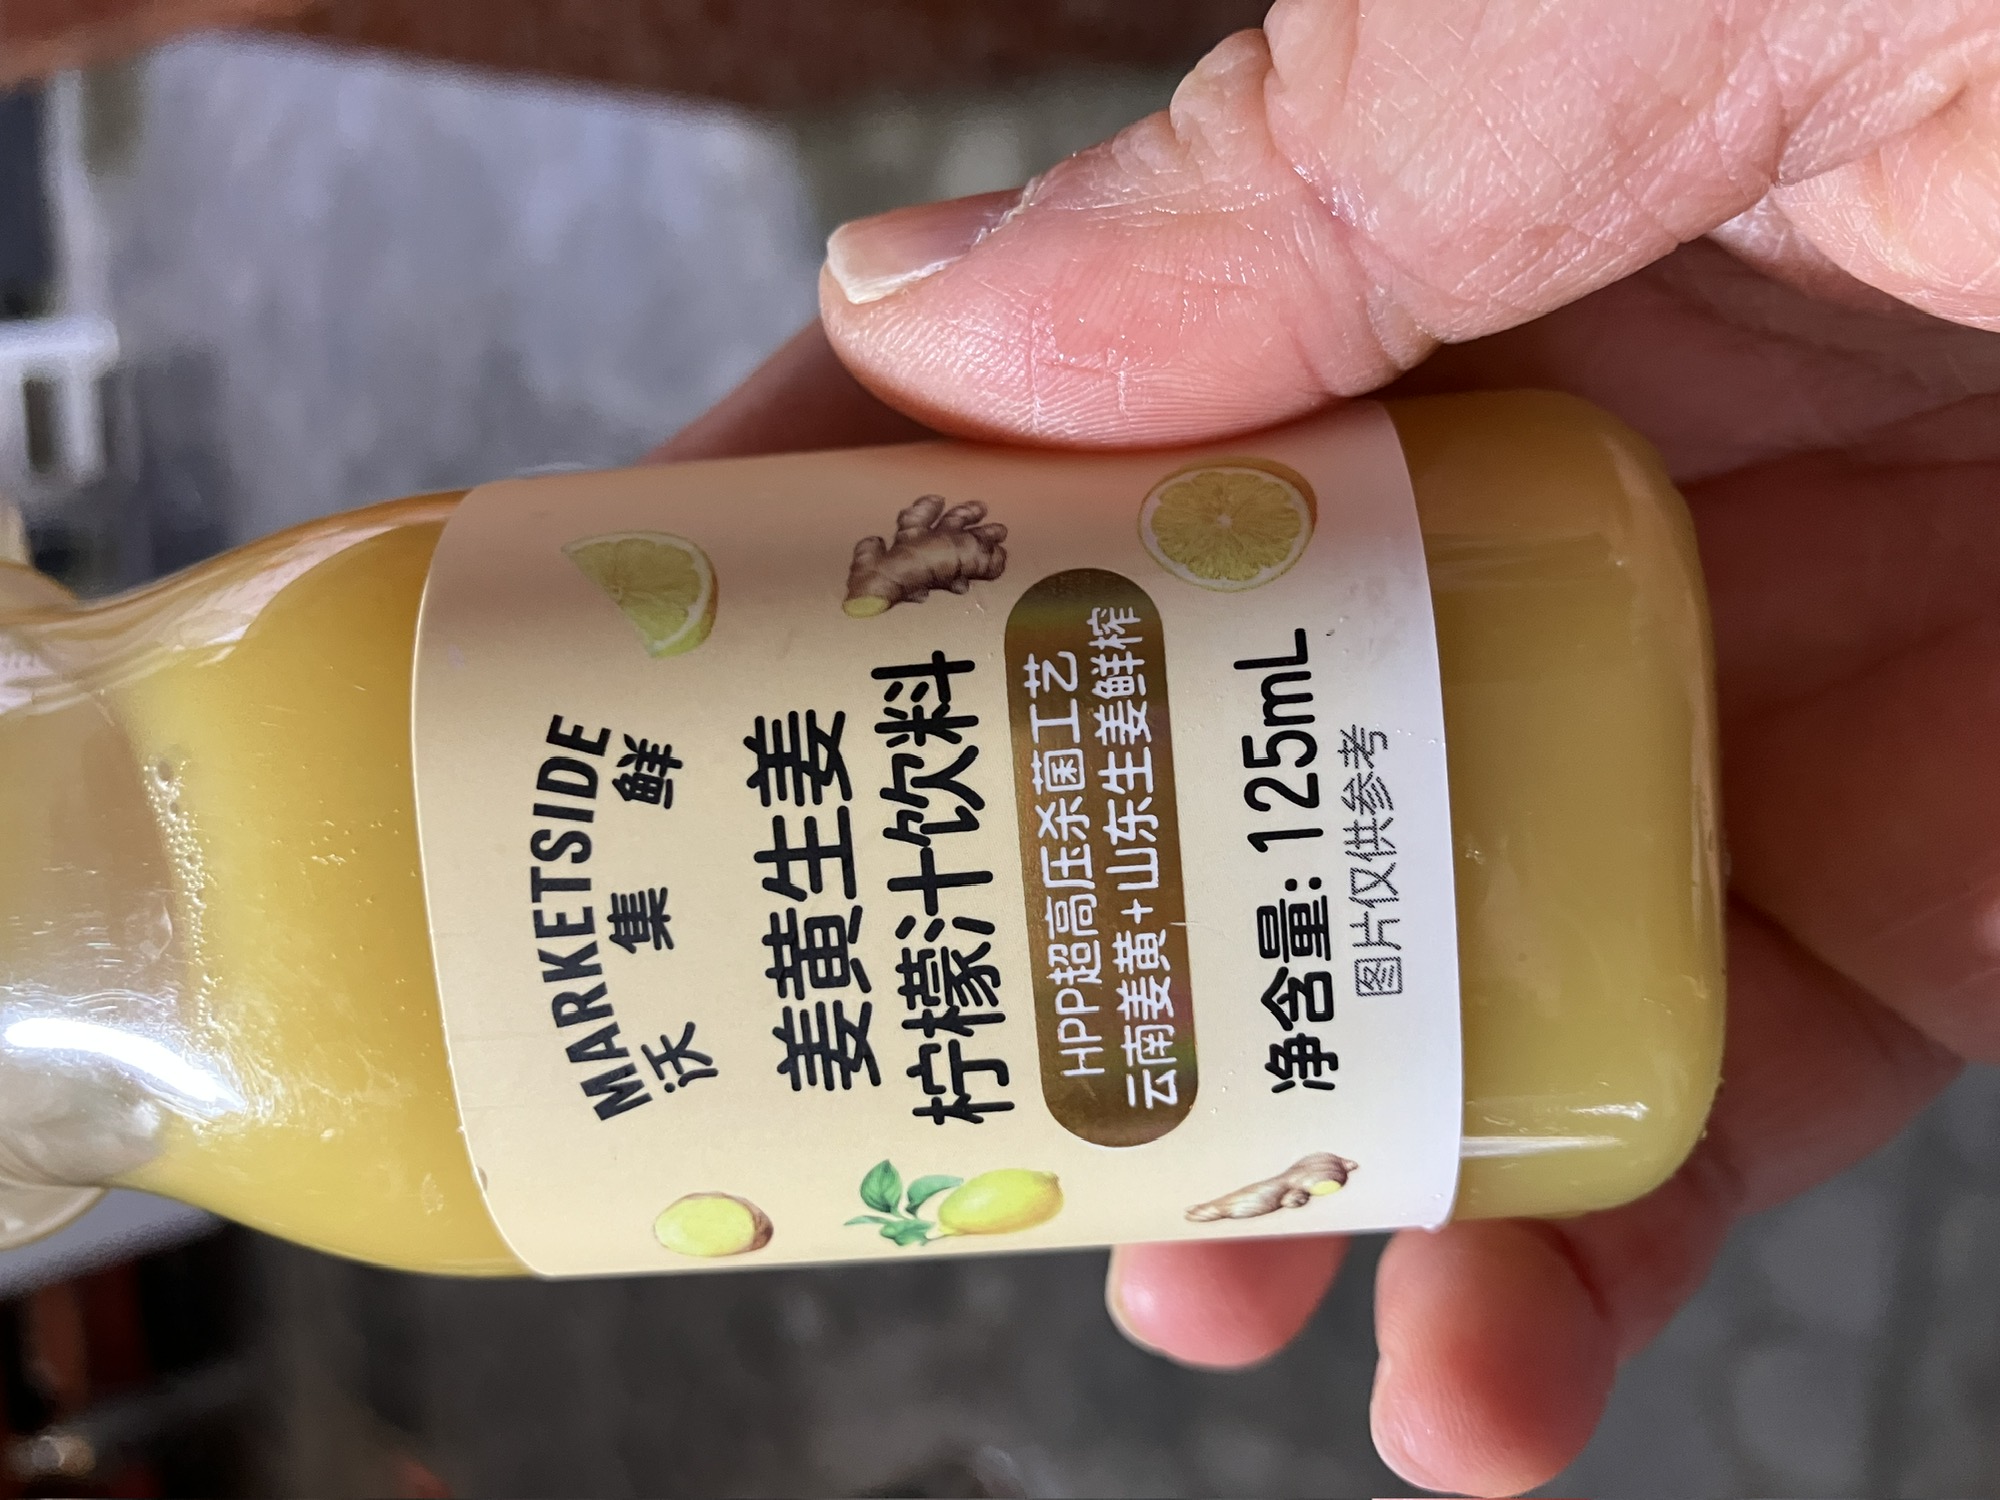 MARKETSIDE
沃集鲜
姜黄生姜
柠檬汁饮料
HPP超高压杀菌工艺
云南姜黄+山东生姜鲜榨
净含量: 125mL
图片仅供参考